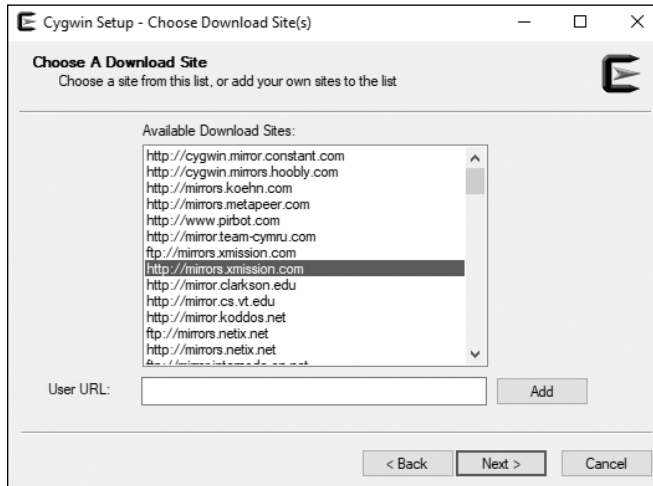 Cygwin Setup - Choose Download Site(s)
Choose A Download Site
Choose a site from this list, or add your own sites to the list
Available Download Sites:
http://cygwin.mirror.constant.com
http://cygwin.mirrors.hoobly.com
http://mirrors.koehn.com
http://mirrors.metapeer.com
http://www.pirbot.com
http://mirror.team-cymru.com
ftp://mirrors.xmission.com
http://mirrors.xmission.com
http://mirror.clarkson.edu
http://mirror.cs.vt.edu
http://mirror.koddos.net
ftp://mirrors.netix.net
http://mirrors.netix.net
User URL:
Add
< Back
Next >
Cancel